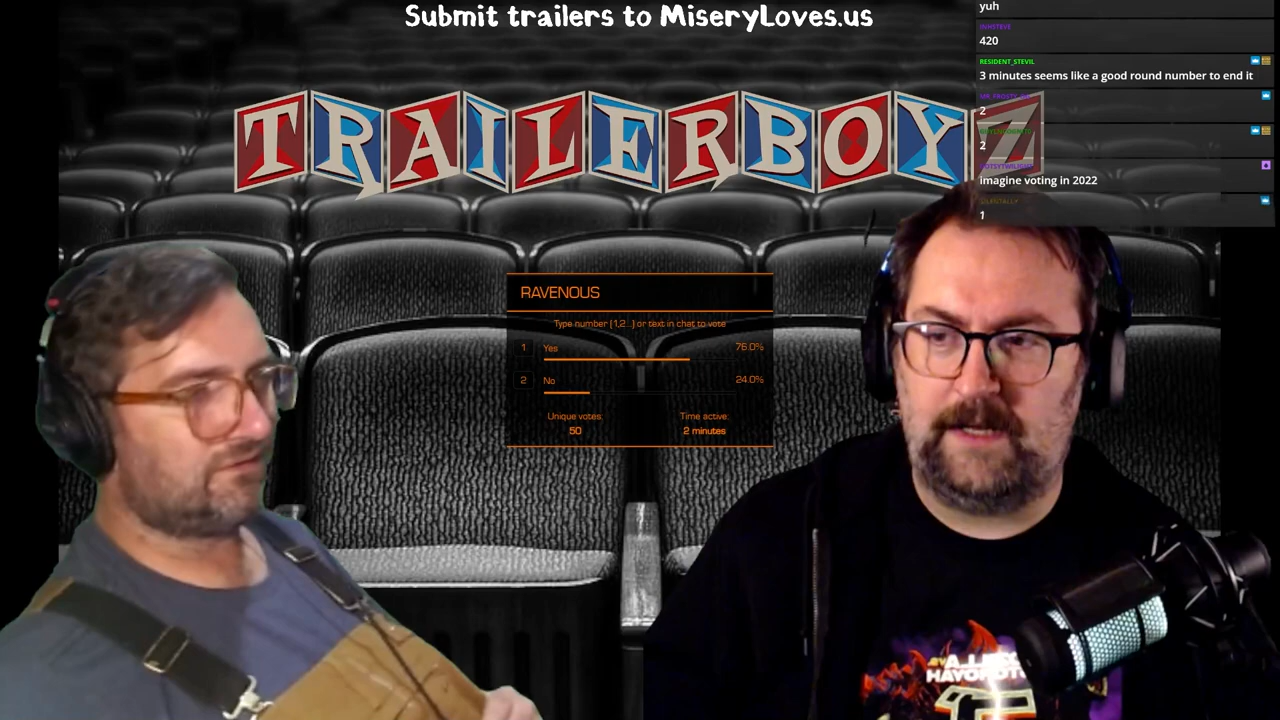 Submit trailers to MiseryLoves.us
TRAILERBOYZ
yuh
420
RESIDENT_STEVIL
3 minutes seems like a good round number to end it
2
2
imagine voting in 2022
1
RAVENOUS
Type number [1,2...] or text in chat to vote
1 Yes 76.0%
2 No 24.0%
Unique votes: Time active:
50 2 minutes